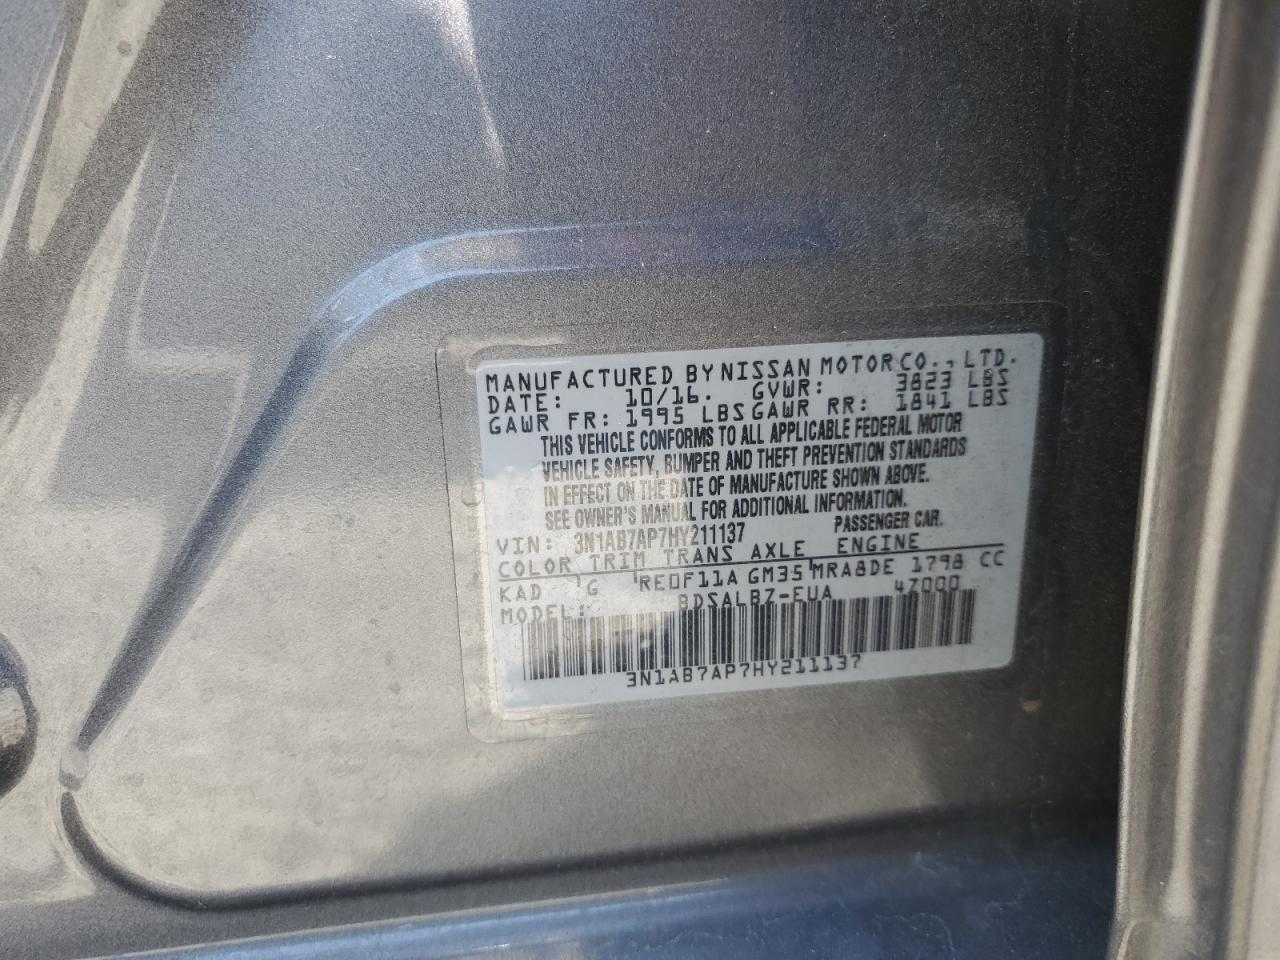 MANUFACTURED BY NISSAN MOTOR CO., LTD.
DATE: 10/16. GVWR: 3823 LBS
GAWR FR: 1995 LBS GAWR RR: 1841 LBS
THIS VEHICLE CONFORMS TO ALL APPLICABLE FEDERAL MOTOR
VEHICLE SAFETY, BUMPER AND THEFT PREVENTION STANDARDS
IN EFFECT ON THE DATE OF MANUFACTURE SHOWN ABOVE.
SEE OWNER'S MANUAL FOR ADDITIONAL INFORMATION.
VIN: 3N1AB7AP7HY211137 PASSENGER CAR.
COLOR TRIM TRANS AXLE ENGINE
KAD G RE0F11A GM35 MRA8DE 1798 CC
MODEL: BDSALBZ-EUA 47000
3N1AB7AP7HY211137